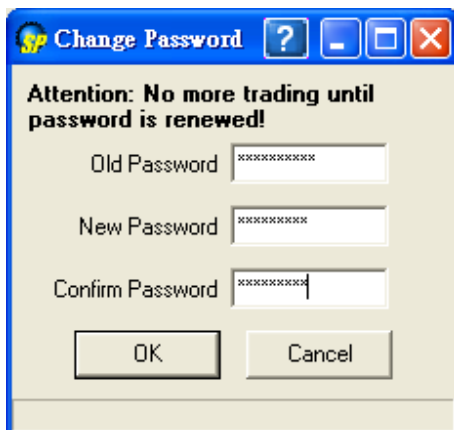 SP Change Password ?
Attention: No more trading until
password is renewed!
Old Password **********
New Password *********
Confirm Password *********
OK Cancel